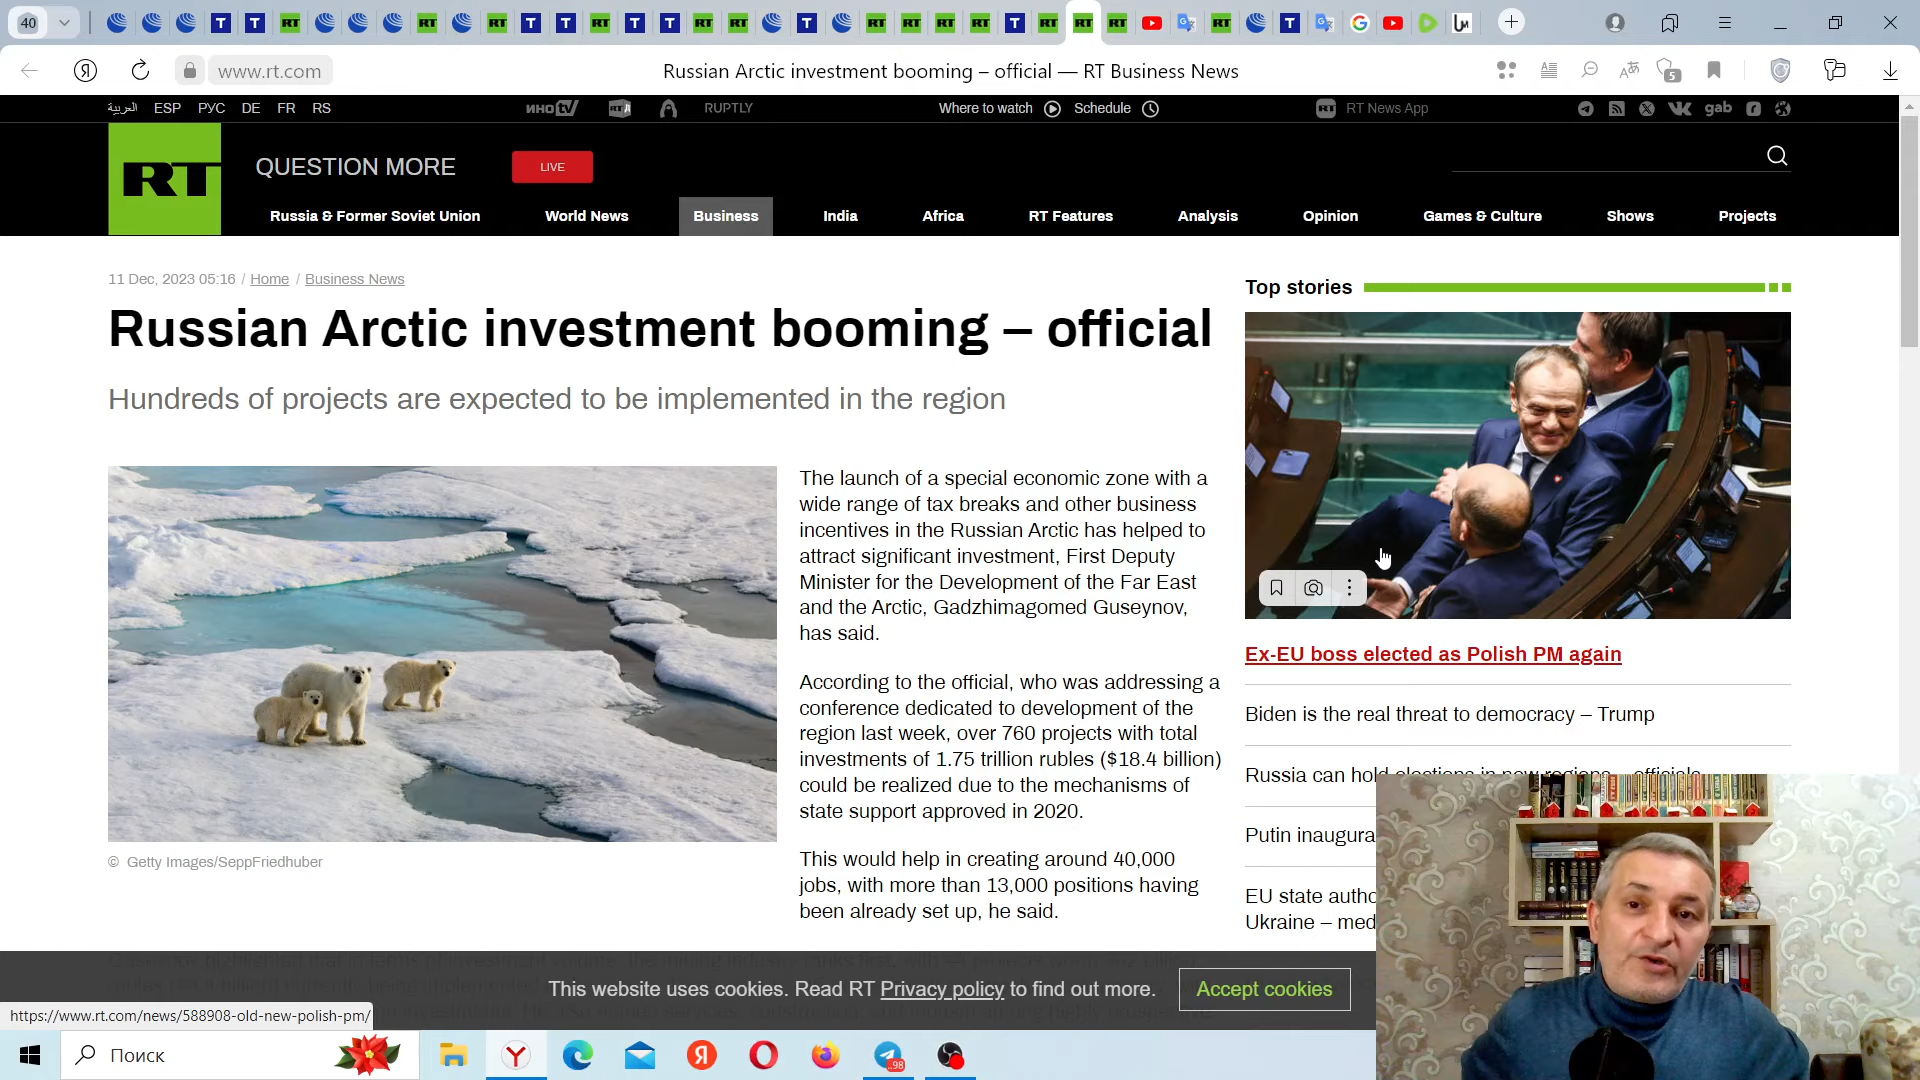 40
www.rt.com
Russian Arctic investment booming – official — RT Business News
5
العربية ESP РУС DE FR RS
ИНОTV
RUPTLY
Where to watch
Schedule
RT
RT News App
gab
RT
QUESTION MORE
LIVE
Russia & Former Soviet Union
World News
Business
India
Africa
RT Features
Analysis
Opinion
Games & Culture
Shows
Projects
11 Dec, 2023 05:16 / Home / Business News
Russian Arctic investment booming – official
Hundreds of projects are expected to be implemented in the region
© Getty Images/SeppFriedhuber
The launch of a special economic zone with a
wide range of tax breaks and other business
incentives in the Russian Arctic has helped to
attract significant investment, First Deputy
Minister for the Development of the Far East
and the Arctic, Gadzhimagomed Guseynov,
has said.
According to the official, who was addressing a
conference dedicated to development of the
region last week, over 760 projects with total
investments of 1.75 trillion rubles ($18.4 billion)
could be realized due to the mechanisms of
state support approved in 2020.
This would help in creating around 40,000
jobs, with more than 13,000 positions having
been already set up, he said.
Top stories
Ex-EU boss elected as Polish PM again
Biden is the real threat to democracy – Trump
Russia can hold elections in new regions – officials
Putin inaugura
EU state autho
Ukraine – med
This website uses cookies. Read RT Privacy policy to find out more.
Accept cookies
https://www.rt.com/news/588908-old-new-polish-pm/
Поиск
98